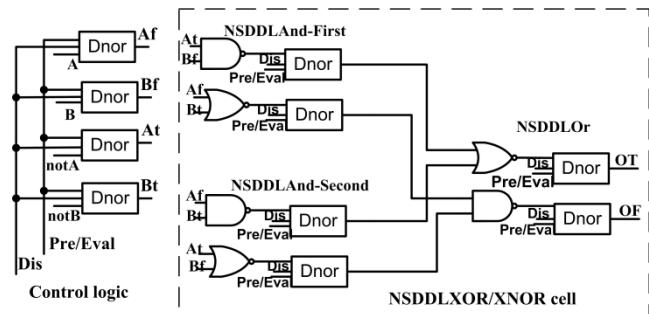 Dnor
Af
A
Dnor
Bf
B
Dnor
At
notA
Dnor
Bt
notB
Pre/Eval
Dis
Control logic
NSDDLAnd-First
At
Bf
Dis
Pre/Eval
Dnor
Af
Bt
Dis
Pre/Eval
Dnor
NSDDLAnd-Second
Af
Bt
Dis
Pre/Eval
Dnor
At
Bf
Dis
Pre/Eval
Dnor
NSDDLOr
Dis
Pre/Eval
Dnor
OT
Dis
Pre/Eval
Dnor
OF
NSDDLXOR/XNOR cell